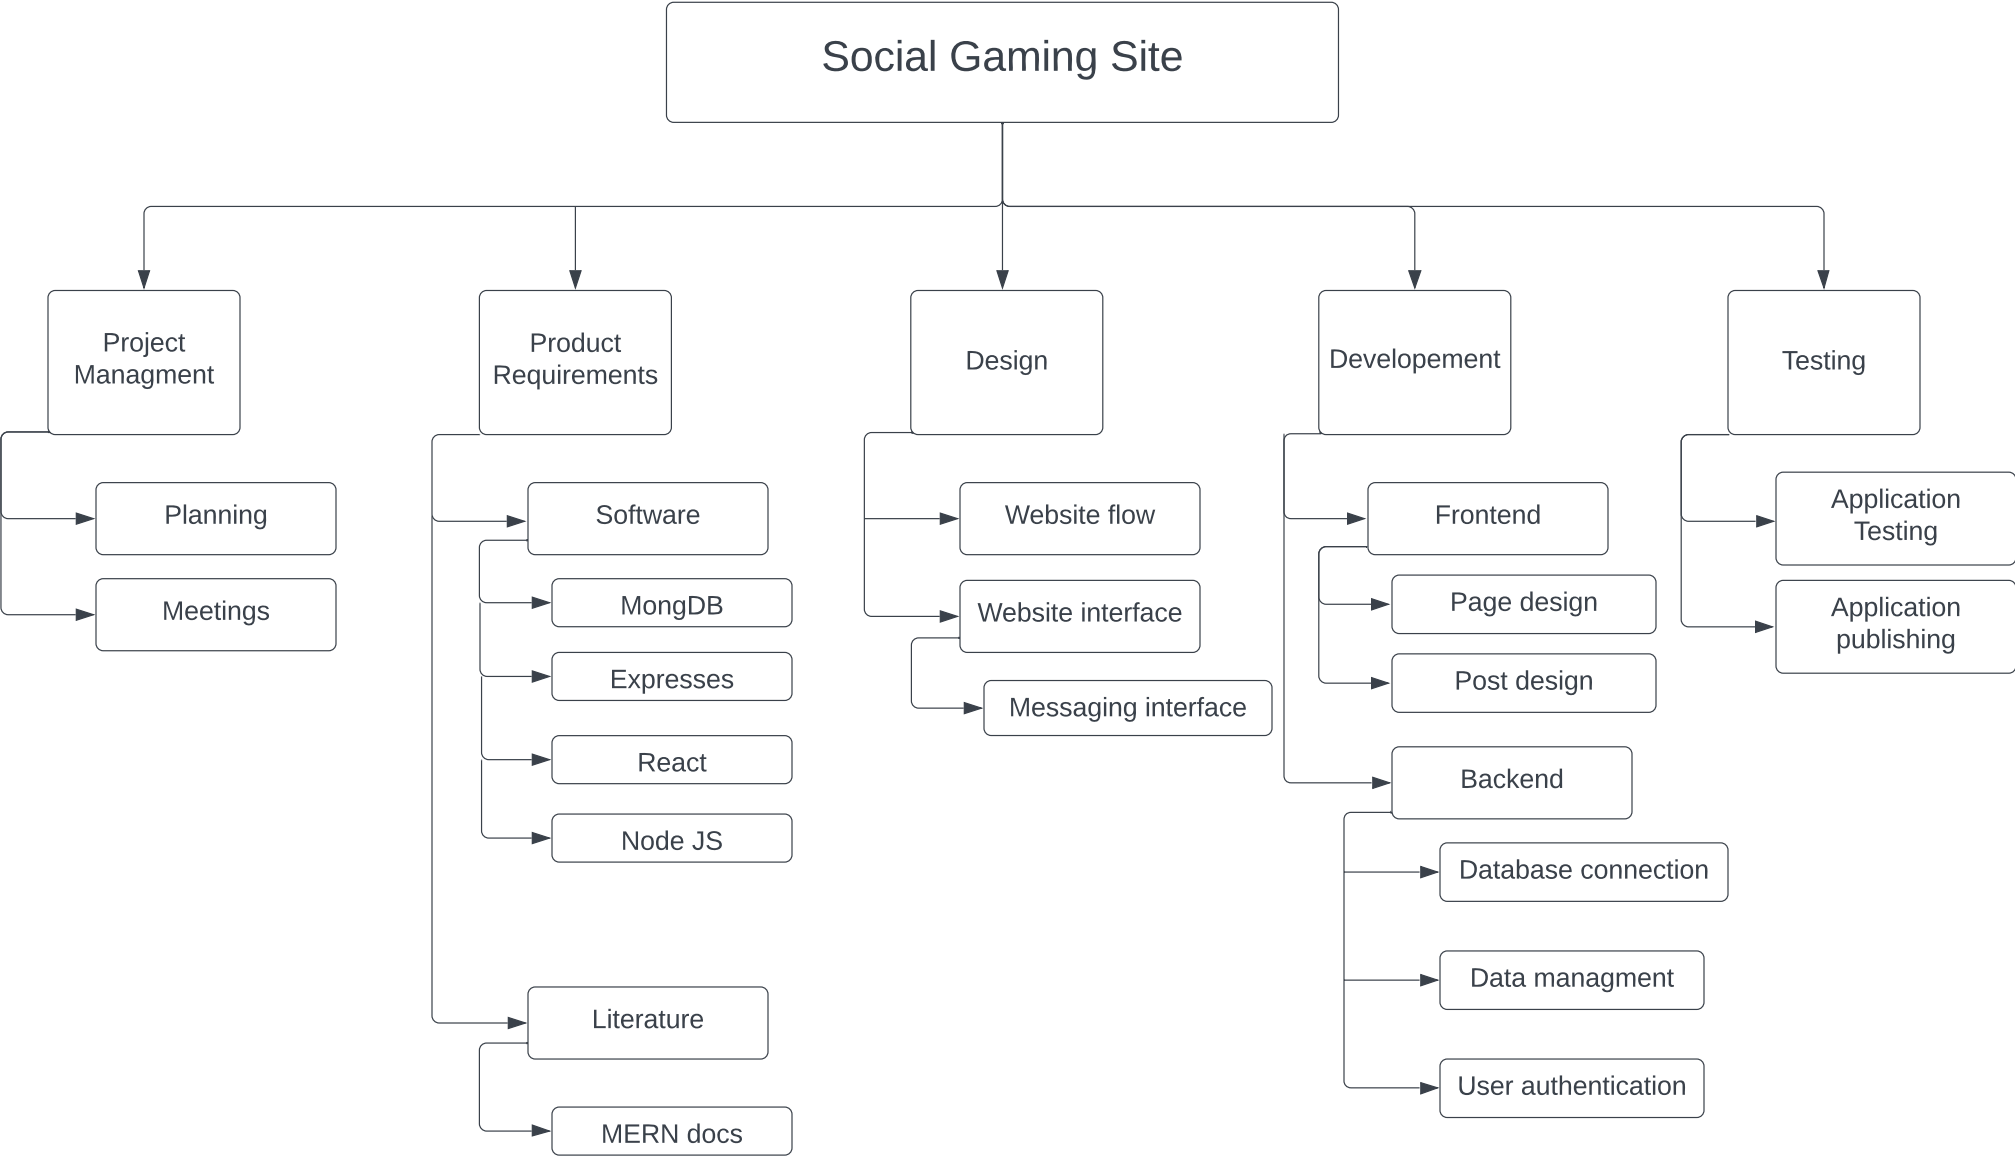 Social Gaming Site
Project
Managment
Planning
Meetings
Product
Requirements
Software
MongDB
Expresses
React
Node JS
Literature
MERN docs
Design
Website flow
Website interface
Messaging interface
Developement
Frontend
Page design
Post design
Backend
Database connection
Data managment
User authentication
Testing
Application
Testing
Application
publishing